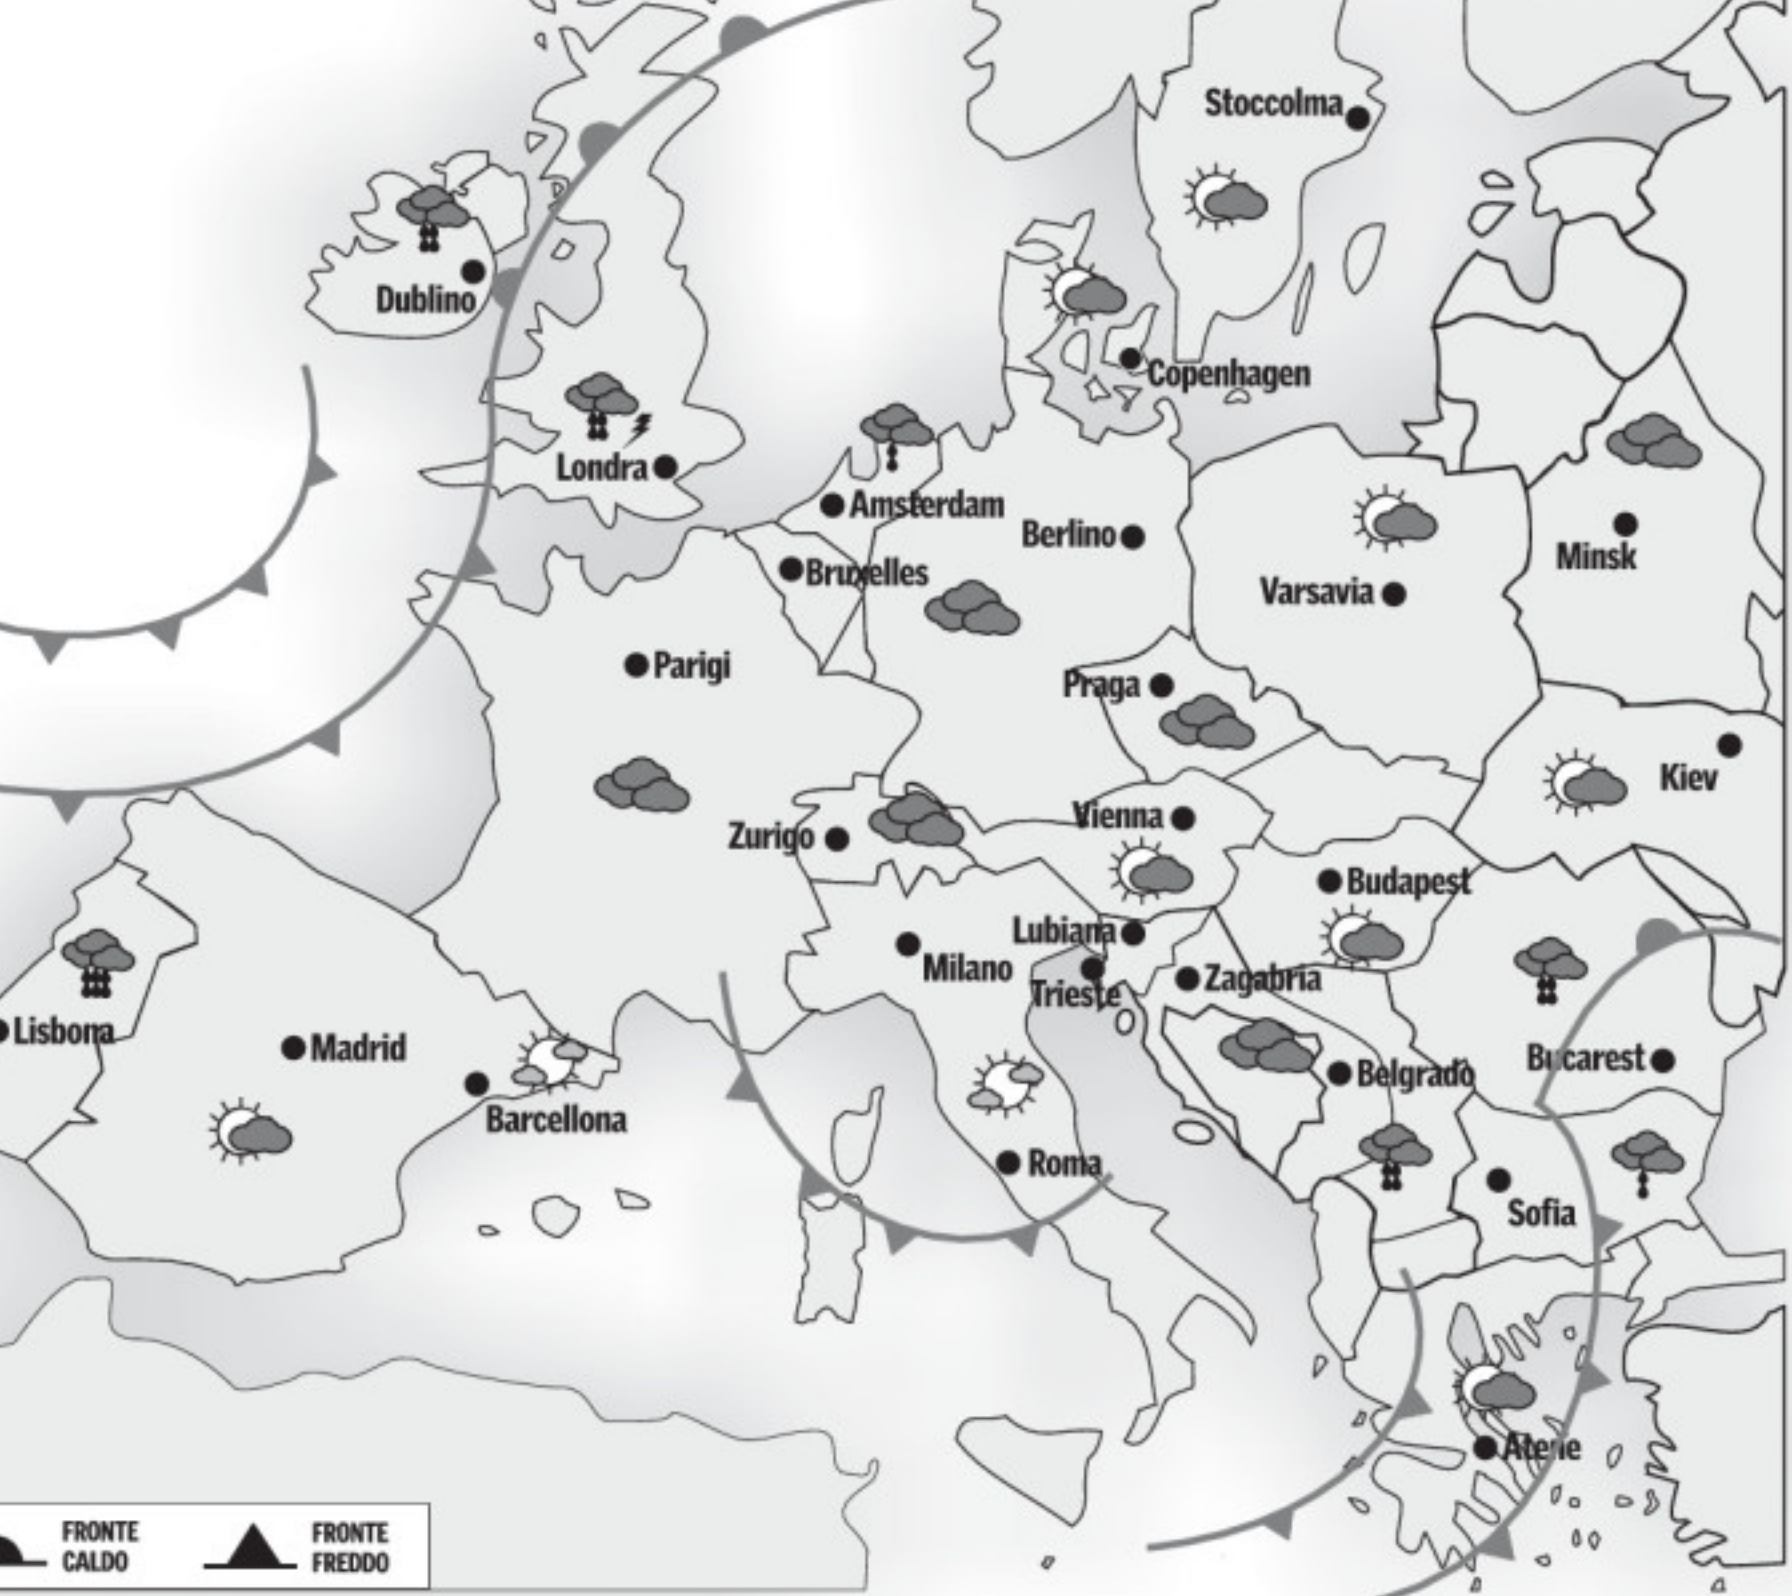 Stoccolma
Dublino
Copenhagen
Londra
Amsterdam
Berlino
Bruxelles
Minsk
Varsavia
Parigi
Praga
Kiev
Vienna
Zurigo
Budapest
Lubiana
Milano
Zagabria
Trieste
Lisbona
Madrid
Bucarest
Belgrado
Barcellona
Roma
Sofia
Atene
FRONTE
CALDO
FRONTE
FREDDO